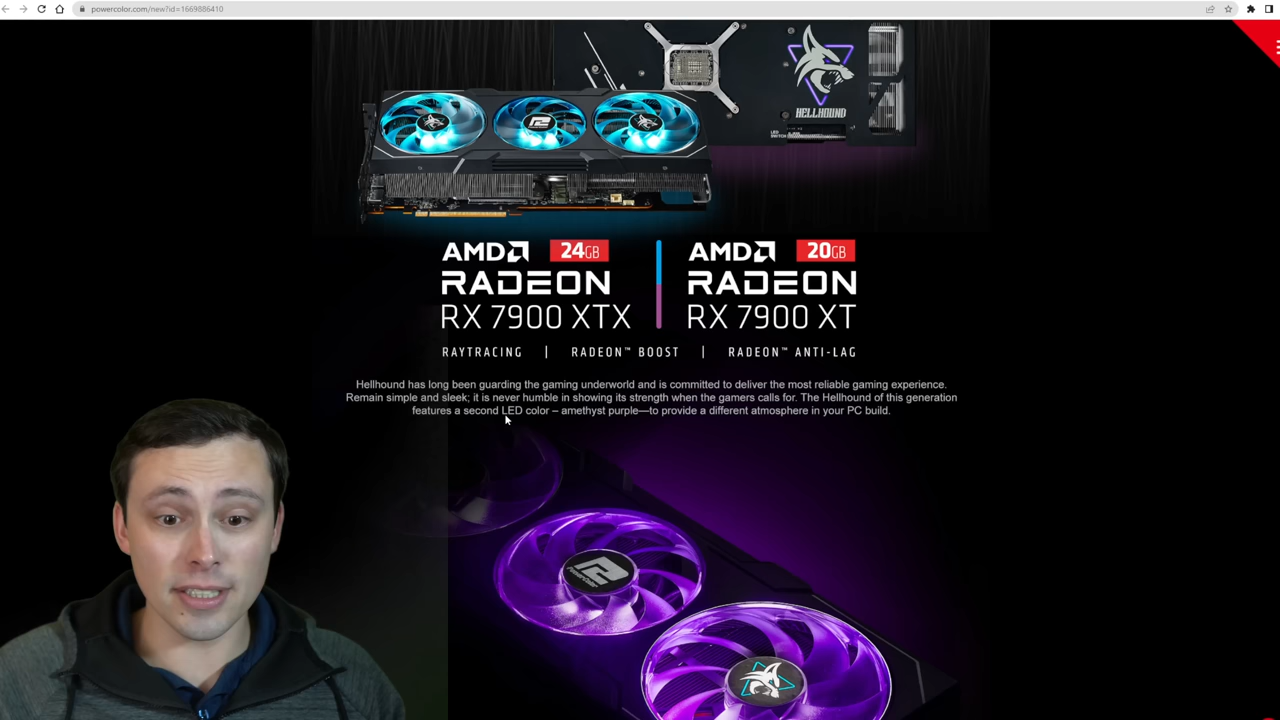 powercolor.com/new?id=1669886410
HELLHOUND
LED
SWITCH
AMD 24GB
RADEON
RX 7900 XTX
AMD 20GB
RADEON
RX 7900 XT
RAYTRACING | RADEON™ BOOST | RADEON™ ANTI-LAG
Hellhound has long been guarding the gaming underworld and is committed to deliver the most reliable gaming experience.
Remain simple and sleek; it is never humble in showing its strength when the gamers calls for. The Hellhound of this generation
features a second LED color – amethyst purple—to provide a different atmosphere in your PC build.
PowerColor